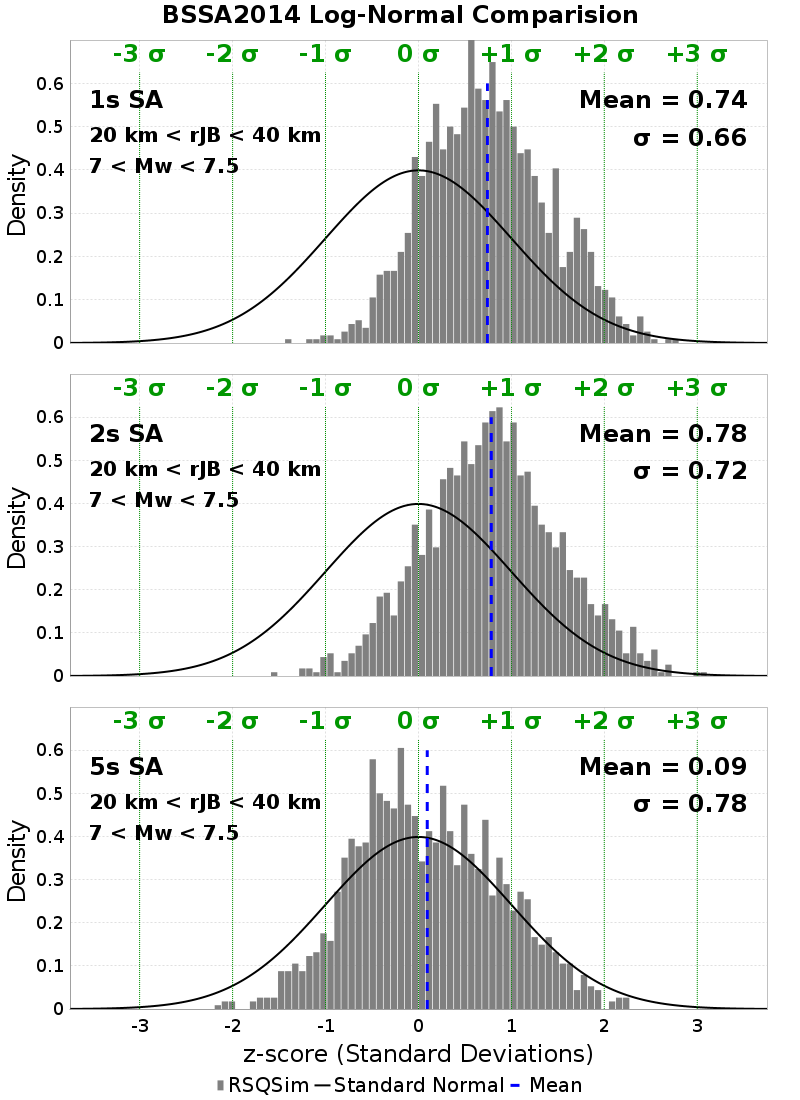 BSSA2014 Log-Normal Comparision
-3 σ -2 σ -1 σ 0 σ +1 σ +2 σ +3 σ
1s SA
20 km < rJB < 40 km
7 < Mw < 7.5
Mean = 0.74
σ = 0.66
Density
0.6
0.5
0.4
0.3
0.2
0.1
0
-3 σ -2 σ -1 σ 0 σ +1 σ +2 σ +3 σ
2s SA
20 km < rJB < 40 km
7 < Mw < 7.5
Mean = 0.78
σ = 0.72
Density
0.6
0.5
0.4
0.3
0.2
0.1
0
-3 σ -2 σ -1 σ 0 σ +1 σ +2 σ +3 σ
5s SA
20 km < rJB < 40 km
7 < Mw < 7.5
Mean = 0.09
σ = 0.78
Density
0.6
0.5
0.4
0.3
0.2
0.1
0
-3 -2 -1 0 1 2 3
z-score (Standard Deviations)
RSQSim Standard Normal Mean